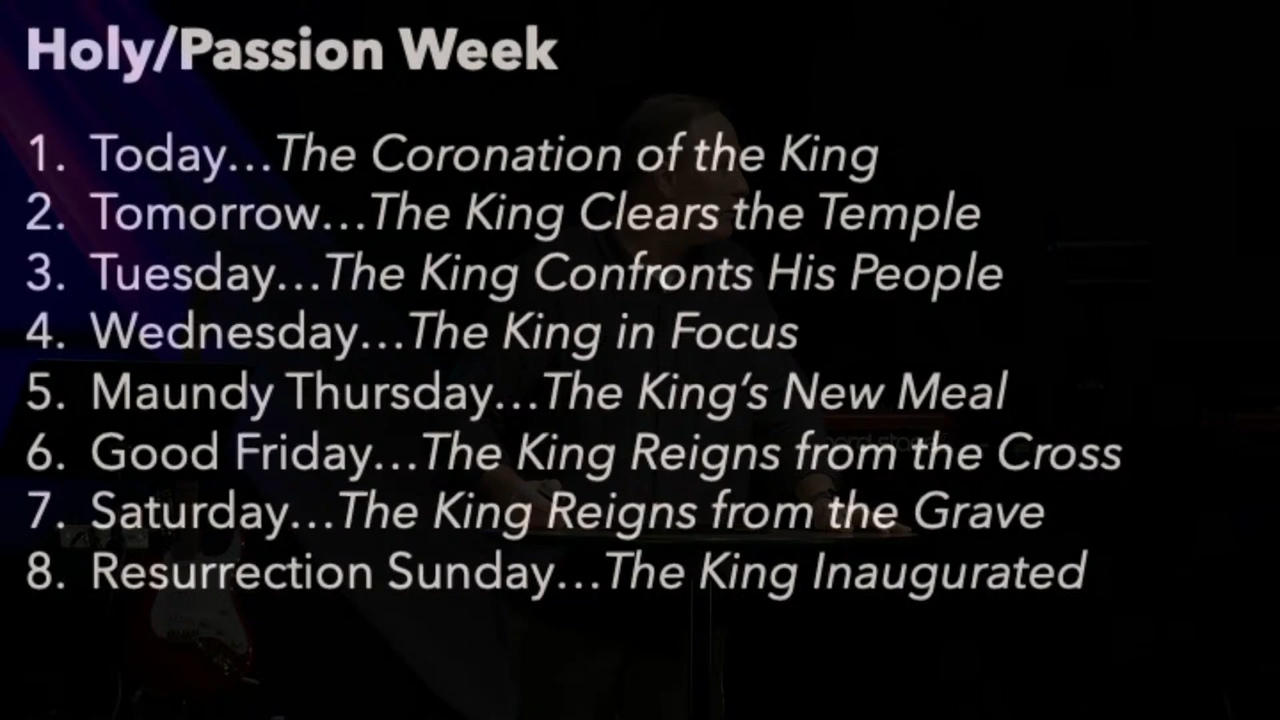 Holy/Passion Week
1. Today...The Coronation of the King
2. Tomorrow...The King Clears the Temple
3. Tuesday...The King Confronts His People
4. Wednesday...The King in Focus
5. Maundy Thursday...The King's New Meal
6. Good Friday...The King Reigns from the Cross
7. Saturday...The King Reigns from the Grave
8. Resurrection Sunday...The King Inaugurated